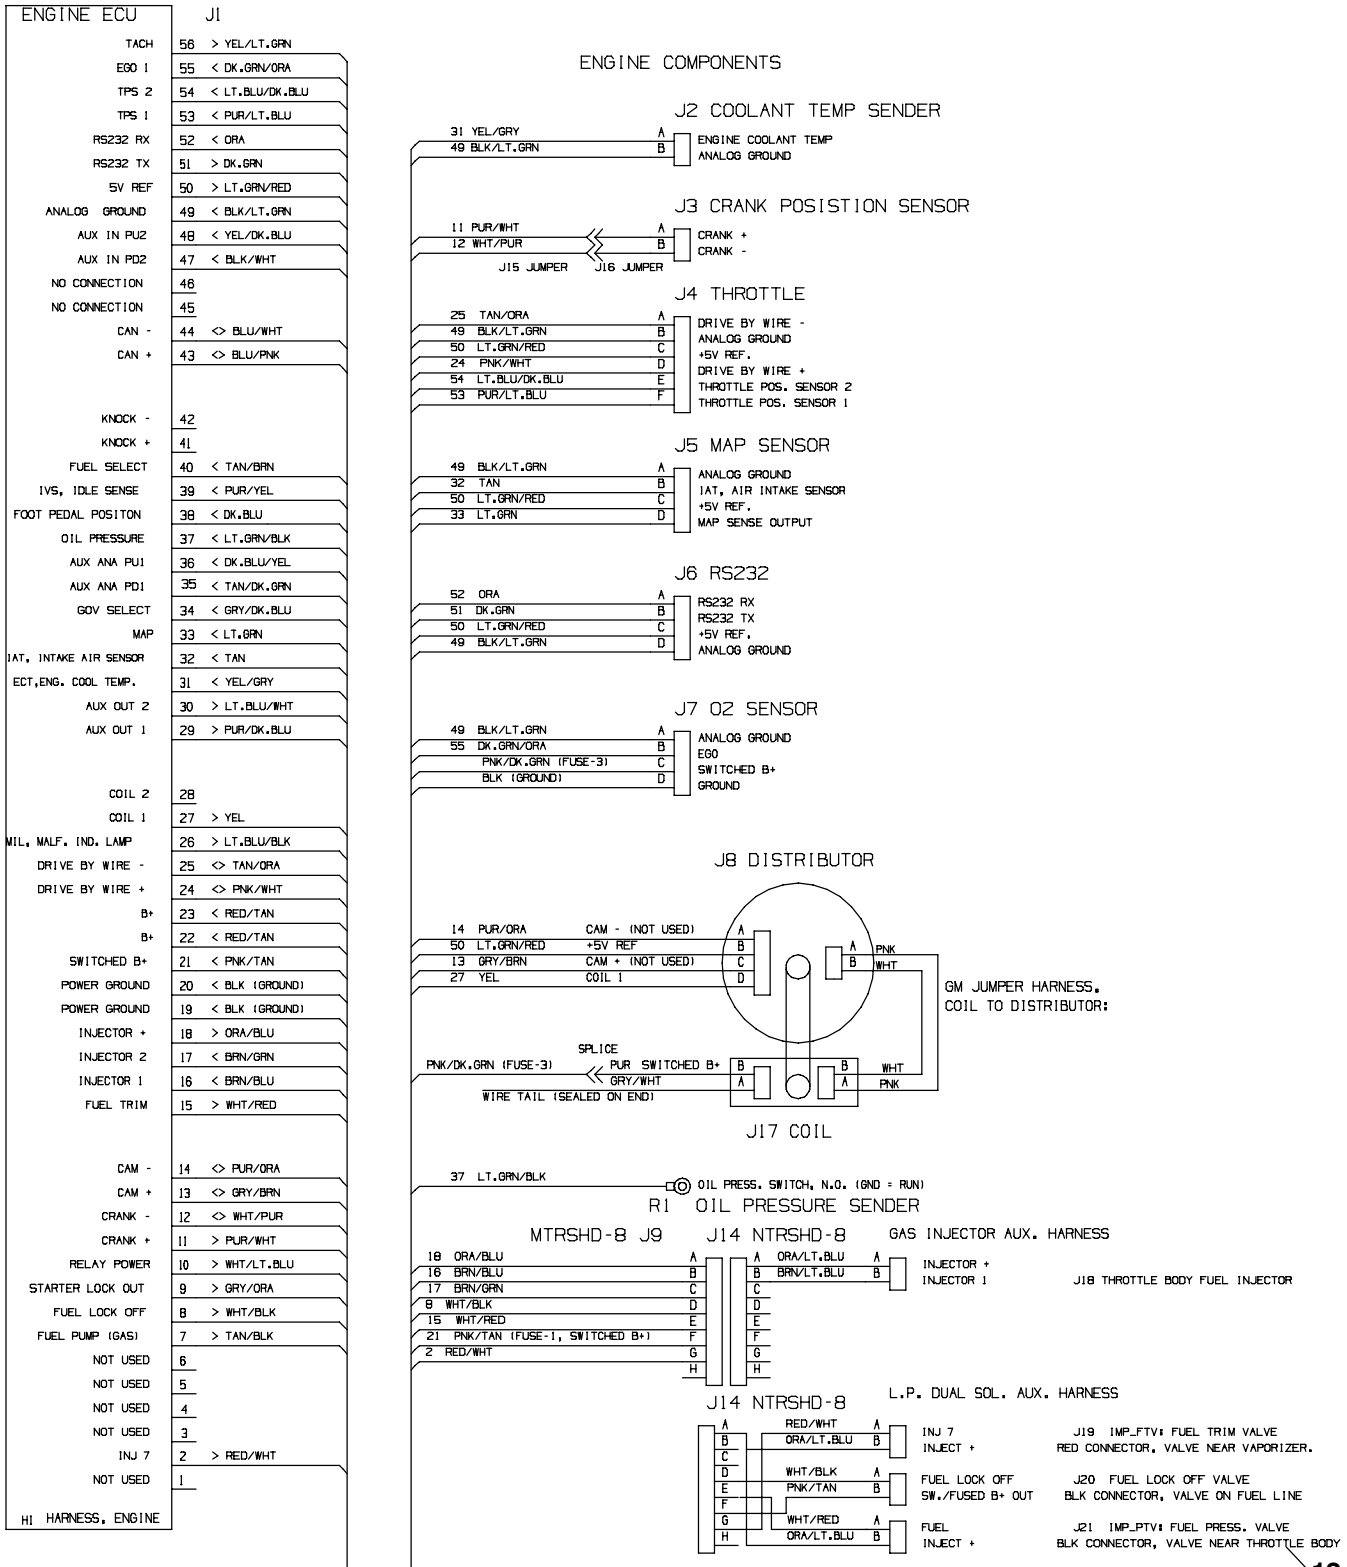 ENGINE ECU J1
TACH 56 > YEL/LT.GRN
EGO 1 55 < DK.GRN/ORA
TPS 2 54 < LT.BLU/DK.BLU
TPS 1 53 < PUR/LT.BLU
RS232 RX 52 < ORA
RS232 TX 51 > DK.GRN
5V REF 50 > LT.GRN/RED
ANALOG GROUND 49 < BLK/LT.GRN
AUX IN PU2 48 < YEL/DK.BLU
AUX IN PD2 47 < BLK/WHT
NO CONNECTION 46
NO CONNECTION 45
CAN - 44 <> BLU/WHT
CAN + 43 <> BLU/PNK
KNOCK - 42
KNOCK + 41
FUEL SELECT 40 < TAN/BRN
IVS, IDLE SENSE 39 < PUR/YEL
FOOT PEDAL POSITON 38 < DK.BLU
OIL PRESSURE 37 < LT.GRN/BLK
AUX ANA PU1 36 < DK.BLU/YEL
AUX ANA PD1 35 < TAN/DK.GRN
GOV SELECT 34 < GRY/DK.BLU
MAP 33 < LT.GRN
IAT, INTAKE AIR SENSOR 32 < TAN
ECT,ENG. COOL TEMP. 31 < YEL/GRY
AUX OUT 2 30 > LT.BLU/WHT
AUX OUT 1 29 > PUR/DK.BLU
COIL 2 28
COIL 1 27 > YEL
MIL, MALF. IND. LAMP 26 > LT.BLU/BLK
DRIVE BY WIRE - 25 <> TAN/ORA
DRIVE BY WIRE + 24 <> PNK/WHT
B+ 23 < RED/TAN
B+ 22 < RED/TAN
SWITCHED B+ 21 < PNK/TAN
POWER GROUND 20 < BLK (GROUND)
POWER GROUND 19 < BLK (GROUND)
INJECTOR + 18 > ORA/BLU
INJECTOR 2 17 < BRN/GRN
INJECTOR 1 16 < BRN/BLU
FUEL TRIM 15 > WHT/RED
CAM - 14 <> PUR/ORA
CAM + 13 <> GRY/BRN
CRANK - 12 <> WHT/PUR
CRANK + 11 > PUR/WHT
RELAY POWER 10 > WHT/LT.BLU
STARTER LOCK OUT 9 > GRY/ORA
FUEL LOCK OFF 8 > WHT/BLK
FUEL PUMP (GAS) 7 > TAN/BLK
NOT USED 6
NOT USED 5
NOT USED 4
NOT USED 3
INJ 7 2 > RED/WHT
NOT USED 1
H1 HARNESS, ENGINE
ENGINE COMPONENTS
J2 COOLANT TEMP SENDER
31 YEL/GRY A ENGINE COOLANT TEMP
49 BLK/LT.GRN B ANALOG GROUND
J3 CRANK POSISTION SENSOR
11 PUR/WHT A CRANK +
12 WHT/PUR B CRANK -
J15 JUMPER J16 JUMPER
J4 THROTTLE
25 TAN/ORA A DRIVE BY WIRE -
49 BLK/LT.GRN B ANALOG GROUND
50 LT.GRN/RED C +5V REF.
24 PNK/WHT D DRIVE BY WIRE +
54 LT.BLU/DK.BLU E THROTTLE POS. SENSOR 2
53 PUR/LT.BLU F THROTTLE POS. SENSOR 1
J5 MAP SENSOR
49 BLK/LT.GRN A ANALOG GROUND
32 TAN B IAT, AIR INTAKE SENSOR
50 LT.GRN/RED C +5V REF.
33 LT.GRN D MAP SENSE OUTPUT
J6 RS232
52 ORA A RS232 RX
51 DK.GRN B RS232 TX
50 LT.GRN/RED C +5V REF.
49 BLK/LT.GRN D ANALOG GROUND
J7 O2 SENSOR
49 BLK/LT.GRN A ANALOG GROUND
55 DK.GRN/ORA B EGO
PNK/DK.GRN (FUSE-3) C SWITCHED B+
BLK (GROUND) D GROUND
J8 DISTRIBUTOR
14 PUR/ORA CAM - (NOT USED) A
50 LT.GRN/RED +5V REF B A PNK
13 GRY/BRN CAM + (NOT USED) C B WHT
27 YEL COIL 1 D
GM JUMPER HARNESS,
COIL TO DISTRIBUTOR:
SPLICE
PNK/DK.GRN (FUSE-3) PUR SWITCHED B+ B B WHT
GRY/WHT A A PNK
WIRE TAIL (SEALED ON END)
J17 COIL
37 LT.GRN/BLK OIL PRESS. SWITCH, N.O. (GND = RUN)
R1 OIL PRESSURE SENDER
MTRSHD-8 J9 J14 NTRSHD-8 GAS INJECTOR AUX. HARNESS
18 ORA/BLU A A ORA/LT.BLU A INJECTOR +
16 BRN/BLU B B BRN/LT.BLU B INJECTOR 1 J18 THROTTLE BODY FUEL INJECTOR
17 BRN/GRN C C
8 WHT/BLK D D
15 WHT/RED E E
21 PNK/TAN (FUSE-1, SWITCHED B+) F F
2 RED/WHT G G
H H
J14 NTRSHD-8 L.P. DUAL SOL. AUX. HARNESS
A RED/WHT A INJ 7 J19 IMP_FTV: FUEL TRIM VALVE
B ORA/LT.BLU B INJECT + RED CONNECTOR, VALVE NEAR VAPORIZER.
C
D WHT/BLK A FUEL LOCK OFF J20 FUEL LOCK OFF VALVE
E PNK/TAN B SW./FUSED B+ OUT BLK CONNECTOR, VALVE ON FUEL LINE
F
G WHT/RED A FUEL J21 IMP_PTV: FUEL PRESS. VALVE
H ORA/LT.BLU B INJECT + BLK CONNECTOR, VALVE NEAR THROTTLE BODY